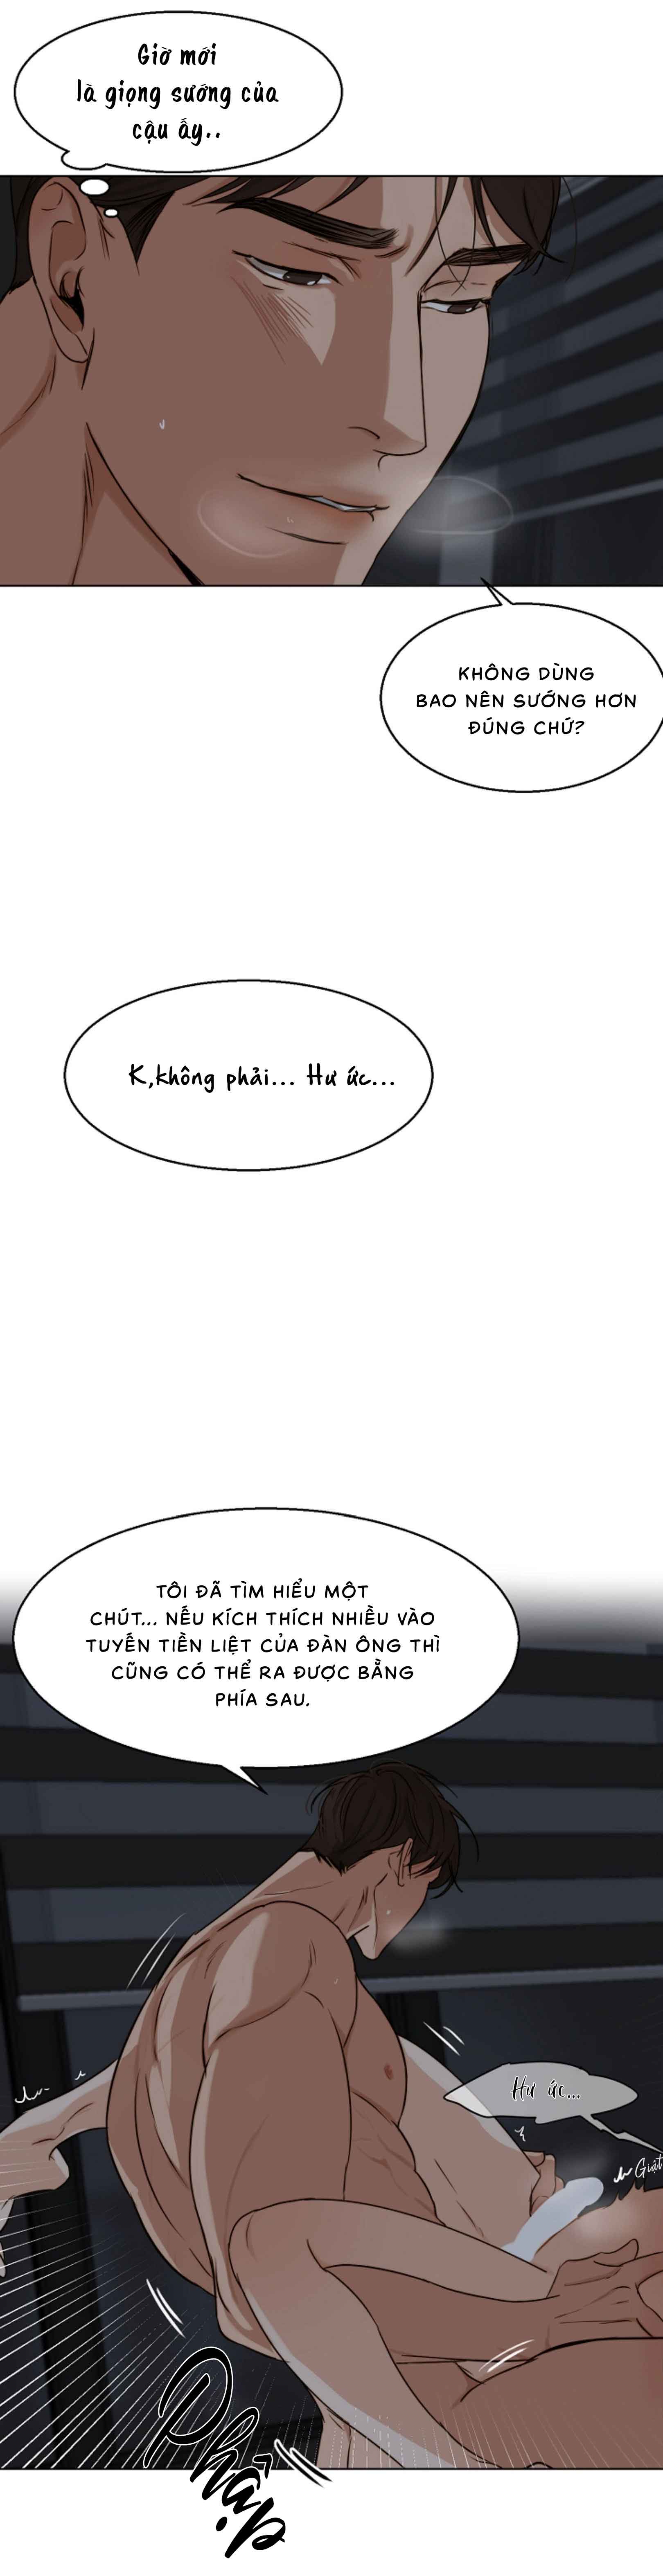 Giờ mới
là giọng sướng của
cậu ấy..
KHÔNG DÙNG
BAO NÊN SƯỚNG HƠN
ĐÚNG CHỨ?
K,không phải... Hư ức...
TÔI ĐÃ TÌM HIỂU MỘT
CHÚT... NẾU KÍCH THÍCH NHIỀU VÀO
TUYẾN TIỀN LIỆT CỦA ĐÀN ÔNG THÌ
CŨNG CÓ THỂ RA ĐƯỢC BẰNG
PHÍA SAU.
Hư ức...
Giật
Phập